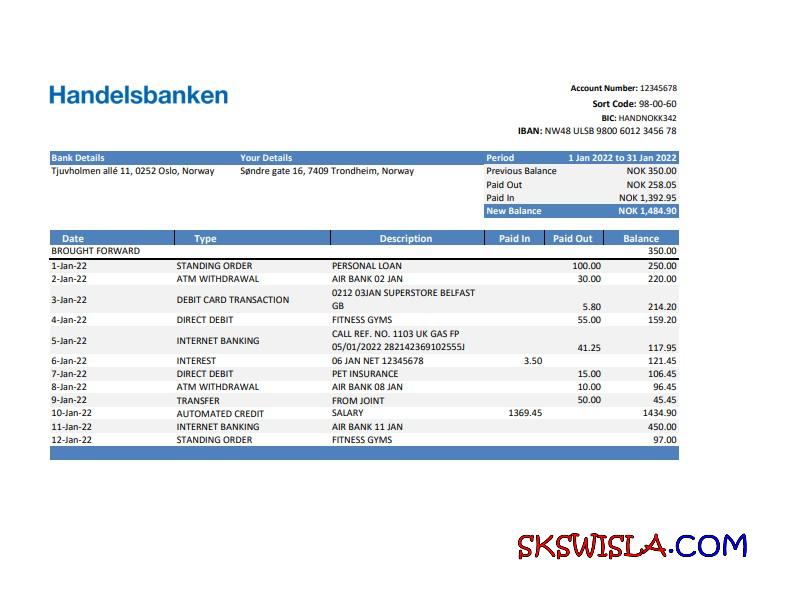 Handelsbanken
Account Number: 12345678
Sort Code: 98-00-60
BIC: HANDNOKK342
IBAN: NW48 ULSB 9800 6012 3456 78
Bank Details Your Details Period 1 Jan 2022 to 31 Jan 2022
Tjuvholmen allé 11, 0252 Oslo, Norway Søndre gate 16, 7409 Trondheim, Norway Previous Balance NOK 350.00
Paid Out NOK 258.05
Paid In NOK 1,392.95
New Balance NOK 1,484.90
Date Type Description Paid In Paid Out Balance
BROUGHT FORWARD 350.00
1-Jan-22 STANDING ORDER PERSONAL LOAN 100.00 250.00
2-Jan-22 ATM WITHDRAWAL AIR BANK 02 JAN 30.00 220.00
0212 03JAN SUPERSTORE BELFAST
3-Jan-22 DEBIT CARD TRANSACTION GB 5.80 214.20
4-Jan-22 DIRECT DEBIT FITNESS GYMS 55.00 159.20
CALL REF. NO. 1103 UK GAS FP
5-Jan-22 INTERNET BANKING 05/01/2022 282142369102555J 41.25 117.95
6-Jan-22 INTEREST 06 JAN NET 12345678 3.50 121.45
7-Jan-22 DIRECT DEBIT PET INSURANCE 15.00 106.45
8-Jan-22 ATM WITHDRAWAL AIR BANK 08 JAN 10.00 96.45
9-Jan-22 TRANSFER FROM JOINT 50.00 45.45
10-Jan-22 AUTOMATED CREDIT SALARY 1369.45 1434.90
11-Jan-22 INTERNET BANKING AIR BANK 11 JAN 450.00
12-Jan-22 STANDING ORDER FITNESS GYMS 97.00
SKSWISLA.COM